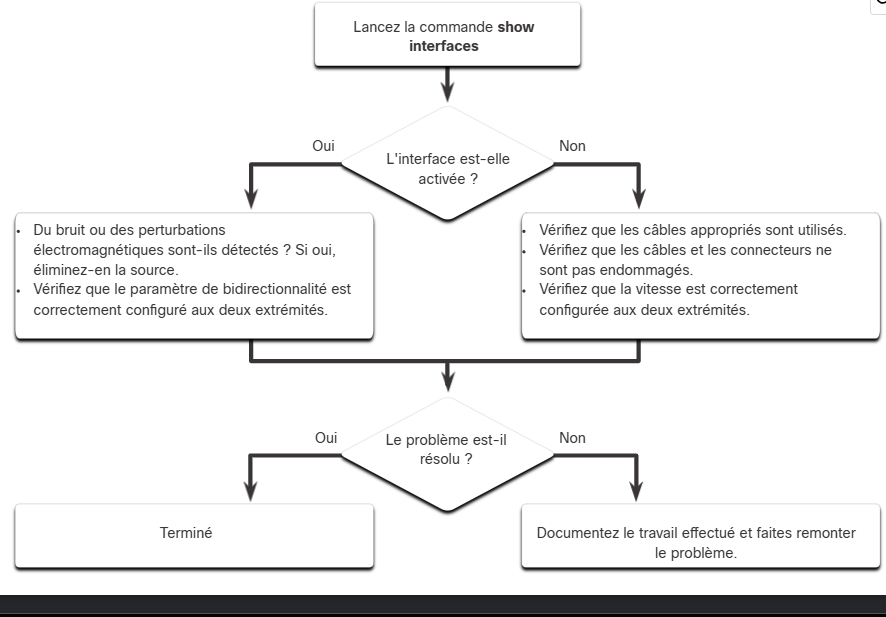 Lancez la commande show
interfaces
Oui
Non
L'interface est-elle
activée ?
• Du bruit ou des perturbations
électromagnétiques sont-ils détectés ? Si oui,
éliminez-en la source.
• Vérifiez que le paramètre de bidirectionnalité est
correctement configuré aux deux extrémités.
• Vérifiez que les câbles appropriés sont utilisés.
• Vérifiez que les câbles et les connecteurs ne
sont pas endommagés.
• Vérifiez que la vitesse est correctement
configurée aux deux extrémités.
Oui
Non
Le problème est-il
résolu ?
Terminé
Documentez le travail effectué et faites remonter
le problème.